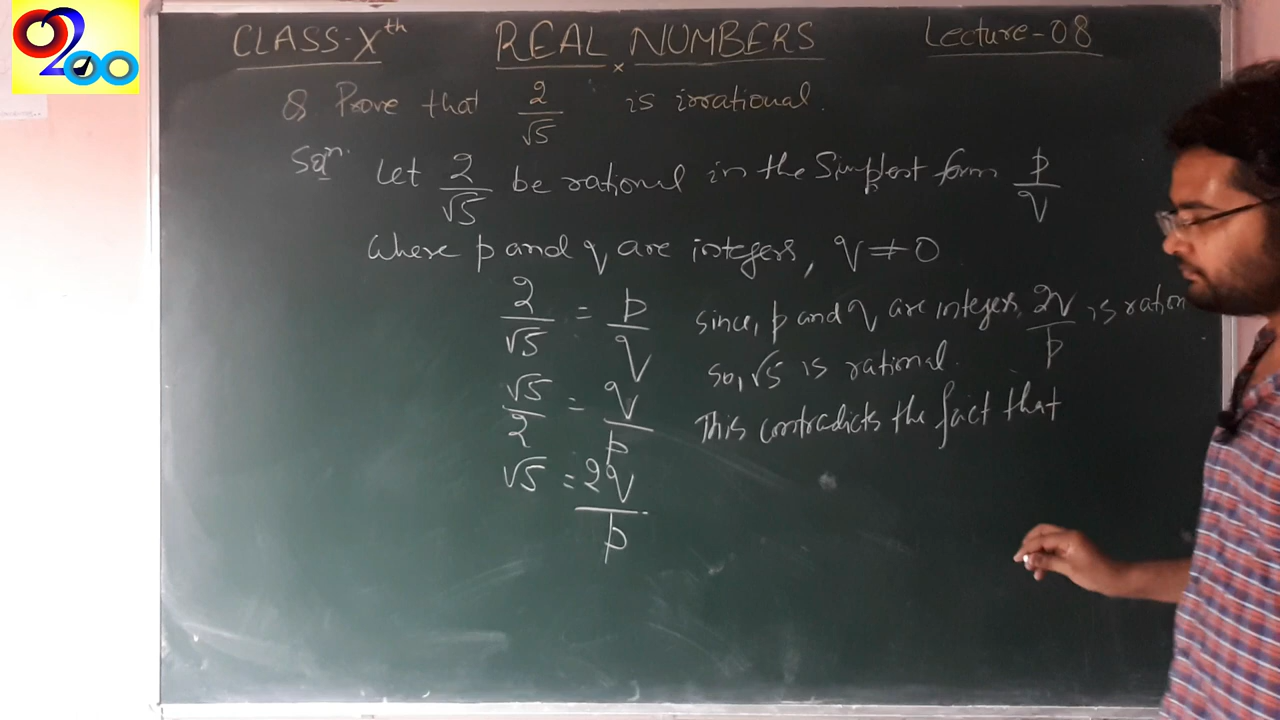 O2OO
CLASS-Xth REAL NUMBERS Lecture-08
×
Q Prove that 2/√5 is irrational.
Soln. Let 2/√5 be rational in the Simplest form p/q
Where p and q are integers, q ≠ 0
2/√5 = p/q
√5/2 = q/p
√5 = 2q/p
since, p and q are integers, 2q/p is ration
so, √5 is rational.
This contradicts the fact that